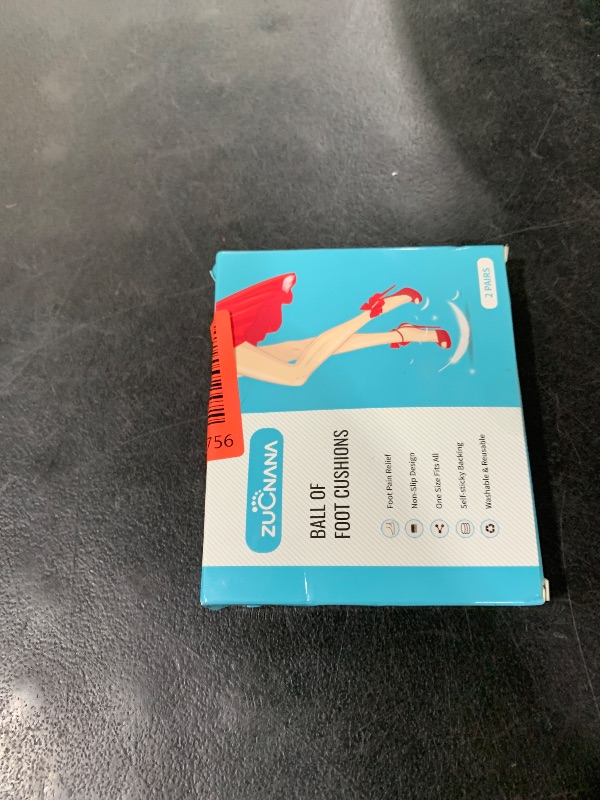 2 PAIRS
756
ZUCNANA
BALL OF
FOOT CUSHIONS
Foot Pain Relief
Non-Slip Design
One Size Fits All
Self-sticky Backing
Washable & Reusable